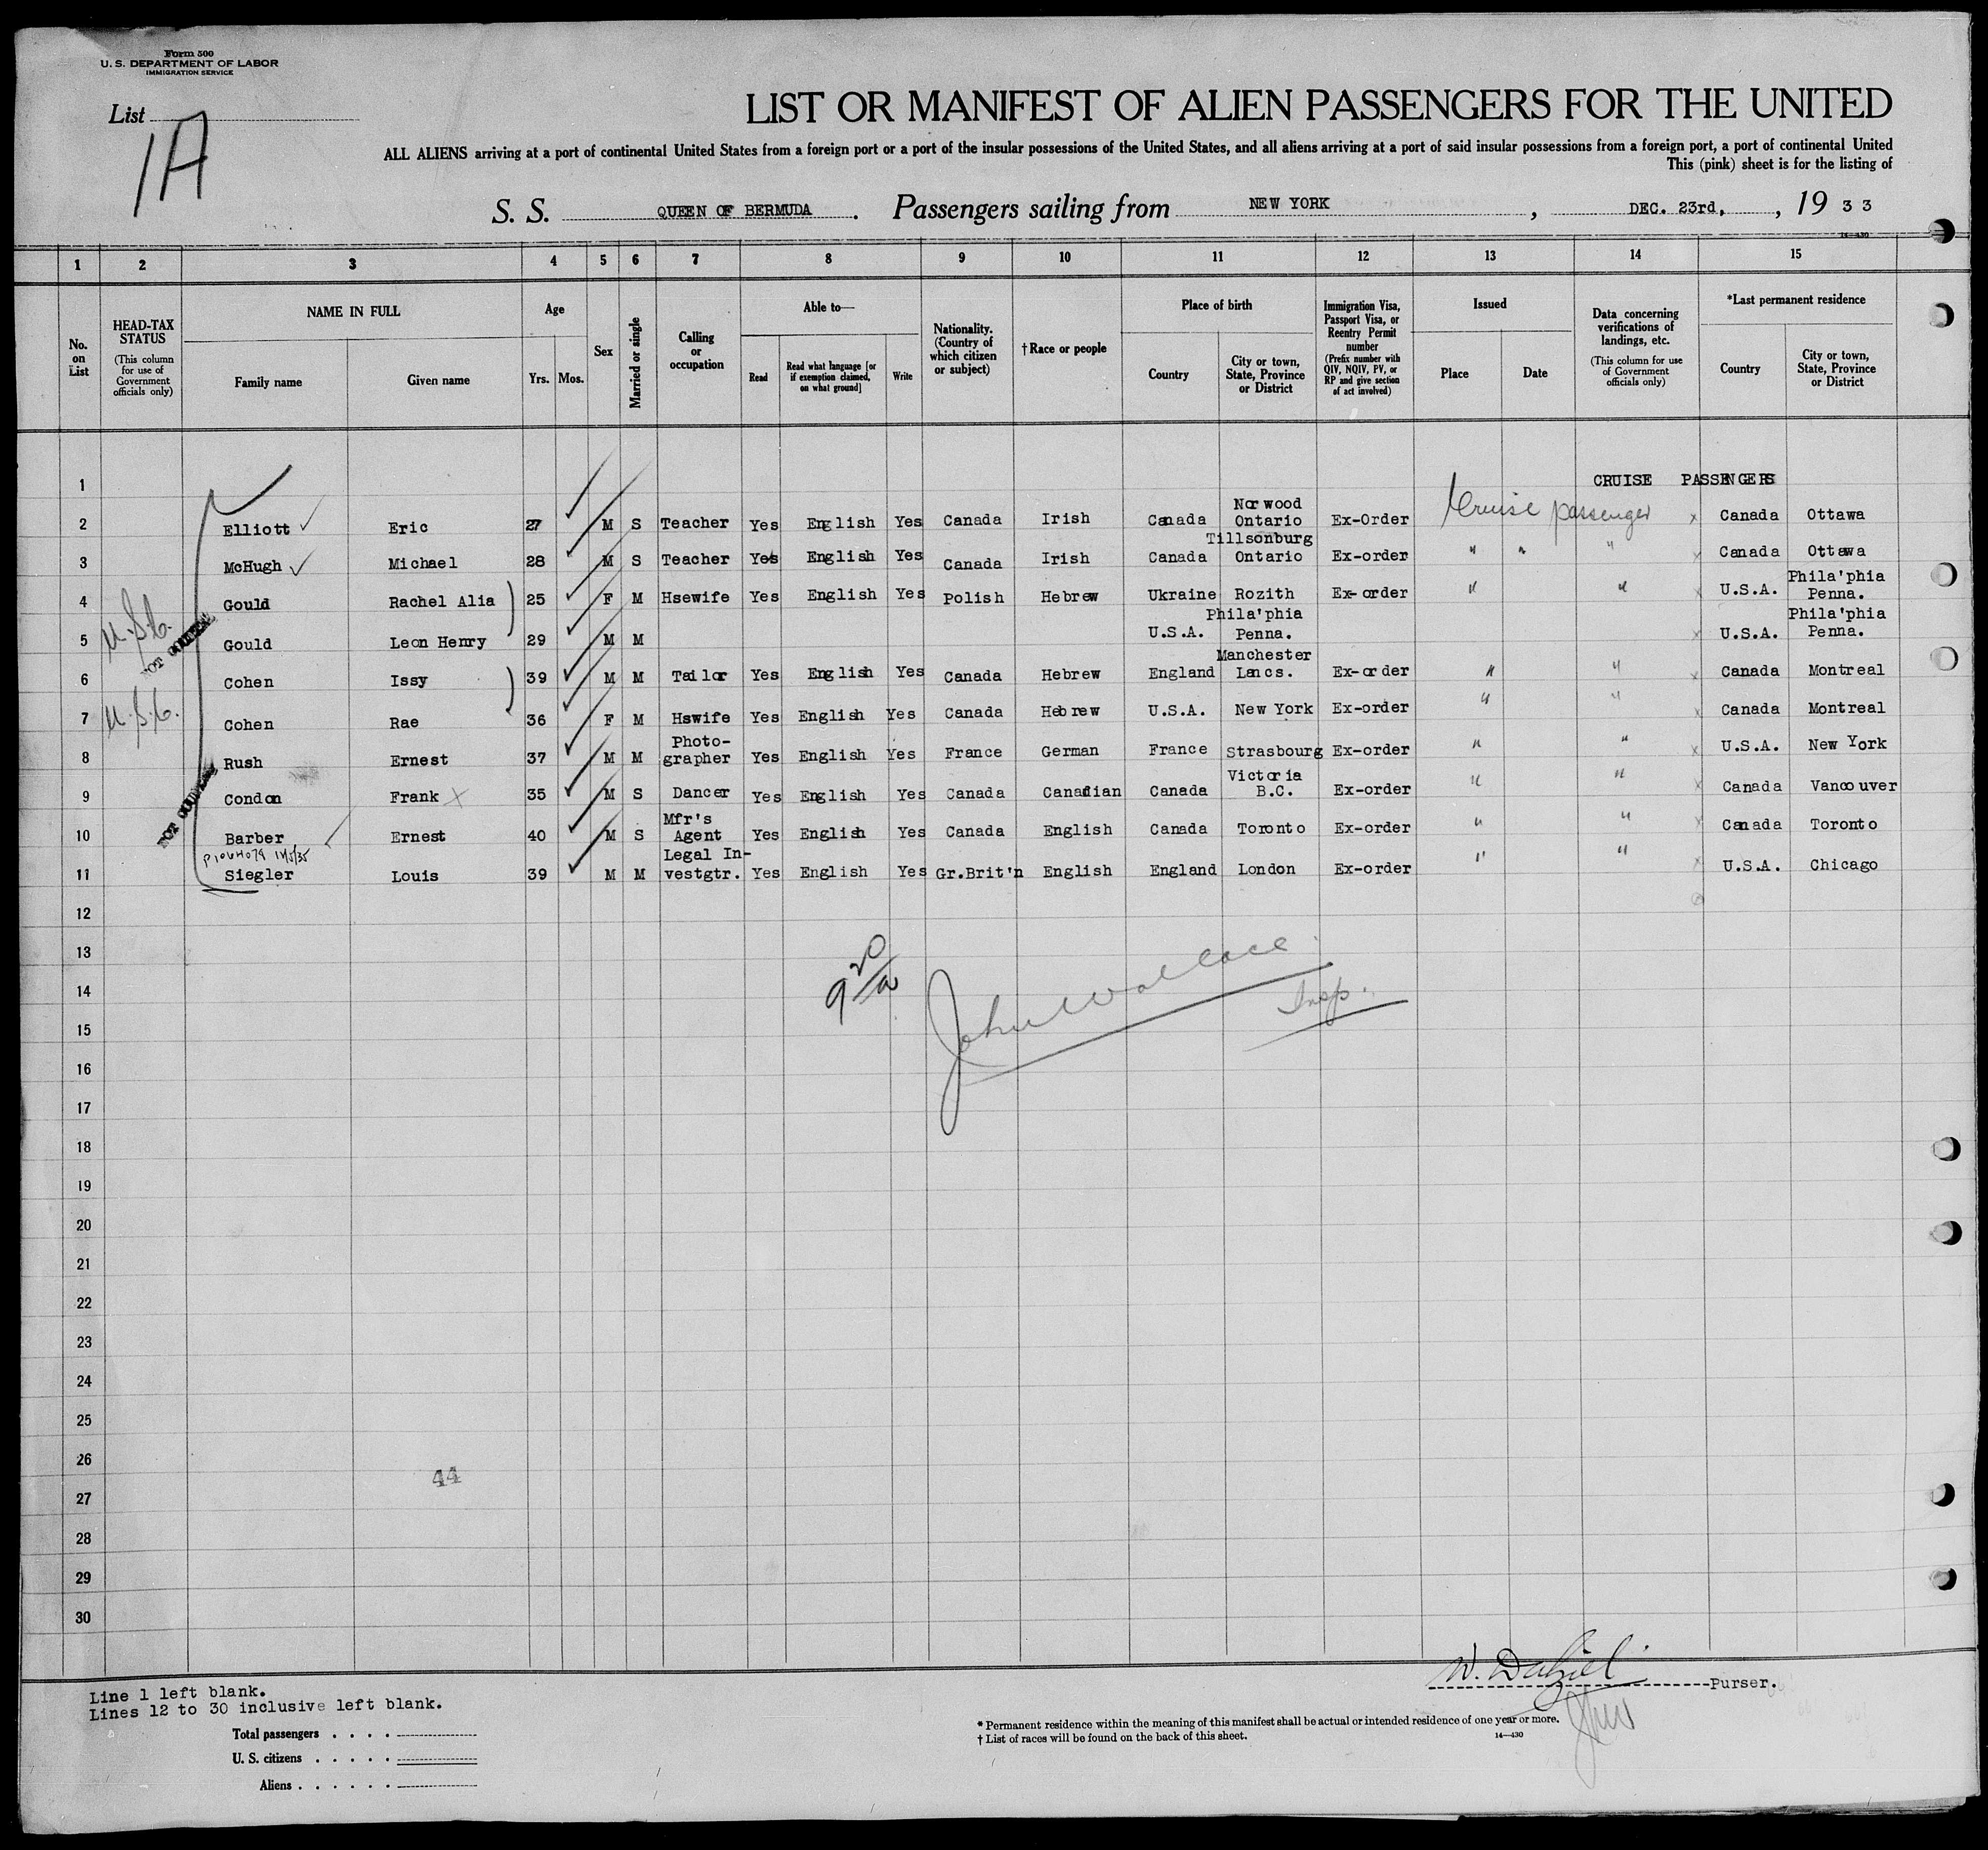 Form 500
U. S. DEPARTMENT OF LABOR
IMMIGRATION SERVICE
List 1A
LIST OR MANIFEST OF ALIEN PASSENGERS FOR THE UNITED
ALL ALIENS arriving at a port of continental United States from a foreign port or a port of the insular possessions of the United States, and all aliens arriving at a port of said insular possessions from a foreign port, a port of continental United
This (pink) sheet is for the listing of
S. S. QUEEN OF BERMUDA. Passengers sailing from NEW YORK, DEC. 23rd, , 19 3 3
14—430
1 2 3 4 5 6 7 8 9 10 11 12 13 14 15
No. on List
HEAD-TAX STATUS (This column for use of Government officials only)
NAME IN FULL
Family name Given name
Age
Yrs. Mos.
Sex
Married or single
Calling or occupation
Able to—
Read
Read what language [or if exemption claimed, on what ground]
Write
Nationality. (Country of which citizen or subject)
†Race or people
Place of birth
Country
City or town, State, Province or District
Immigration Visa, Passport Visa, or Reentry Permit number (Prefix number with QIV, NQIV, PV, or RP and give section of act involved)
Issued
Place Date
Data concerning verifications of landings, etc. (This column for use of Government officials only)
*Last permanent residence
Country
City or town, State, Province or District
1 CRUISE PASSENGERS
2 Elliott Eric 27 M S Teacher Yes English Yes Canada Irish Canada Norwood Ontario Ex-Order Cruise passenger x Canada Ottawa
3 McHugh Michael 28 M S Teacher Yes English Yes Canada Irish Canada Tillsonburg Ontario Ex-order " " " x Canada Ottawa
4 Gould Rachel Alia 25 F M Hsewife Yes English Yes Polish Hebrew Ukraine Rozith Ex-order " " x U.S.A. Phila'phia Penna.
5 U.S.C. Gould Leon Henry 29 M M U.S.A. Phila'phia Penna. x U.S.A. Phila'phia Penna.
NOT
6 Cohen Issy 39 M M Tailor Yes English Yes Canada Hebrew England Manchester Lancs. Ex-order " " x Canada Montreal
7 U.S.C. Cohen Rae 36 F M Hswife Yes English Yes Canada Hebrew U.S.A. New York Ex-order " " x Canada Montreal
8 Rush Ernest 37 M M Photo-grapher Yes English Yes France German France Strasbourg Ex-order " " x U.S.A. New York
9 Condon Frank x 35 M S Dancer Yes English Yes Canada Canadian Canada Victoria B.C. Ex-order " " x Canada Vancouver
NOT
10 Barber Ernest 40 M S Mfr's Agent Yes English Yes Canada English Canada Toronto Ex-order " " x Canada Toronto
11 Siegler Louis 39 M M Legal In-vestgtr. Yes English Yes Gr.Brit'n English England London Ex-order " " x U.S.A. Chicago
12
13
14
15
16
17
18
19
20
21
22
23
24
25
26
27
28
29
30
John Wallace
Insp.
44
W. Dalziel
Purser.
Line 1 left blank.
Lines 12 to 30 inclusive left blank.
Total passengers . . . .
U. S. citizens . . . . .
Aliens . . . . . .
* Permanent residence within the meaning of this manifest shall be actual or intended residence of one year or more.
† List of races will be found on the back of this sheet.
14—430